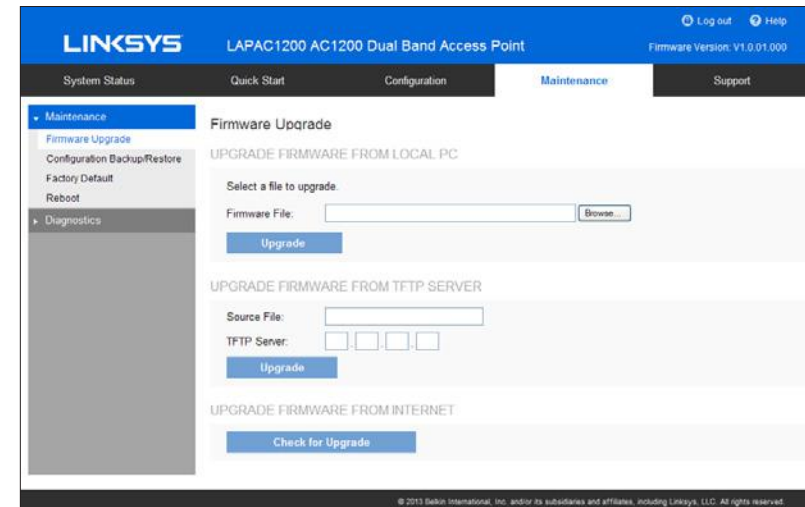 Log out Help
LINKSYS LAPAC1200 AC1200 Dual Band Access Point Firmware Version: V1.0.01.000
System Status Quick Start Configuration Maintenance Support
Maintenance
Firmware Upgrade
Configuration Backup/Restore
Factory Default
Reboot
Diagnostics
Firmware Upgrade
UPGRADE FIRMWARE FROM LOCAL PC
Select a file to upgrade.
Firmware File: Browse...
Upgrade
UPGRADE FIRMWARE FROM TFTP SERVER
Source File:
TFTP Server: . . .
Upgrade
UPGRADE FIRMWARE FROM INTERNET
Check for Upgrade
© 2013 Belkin International, Inc. and/or its subsidiaries and affiliates, including Linksys, LLC. All rights reserved.